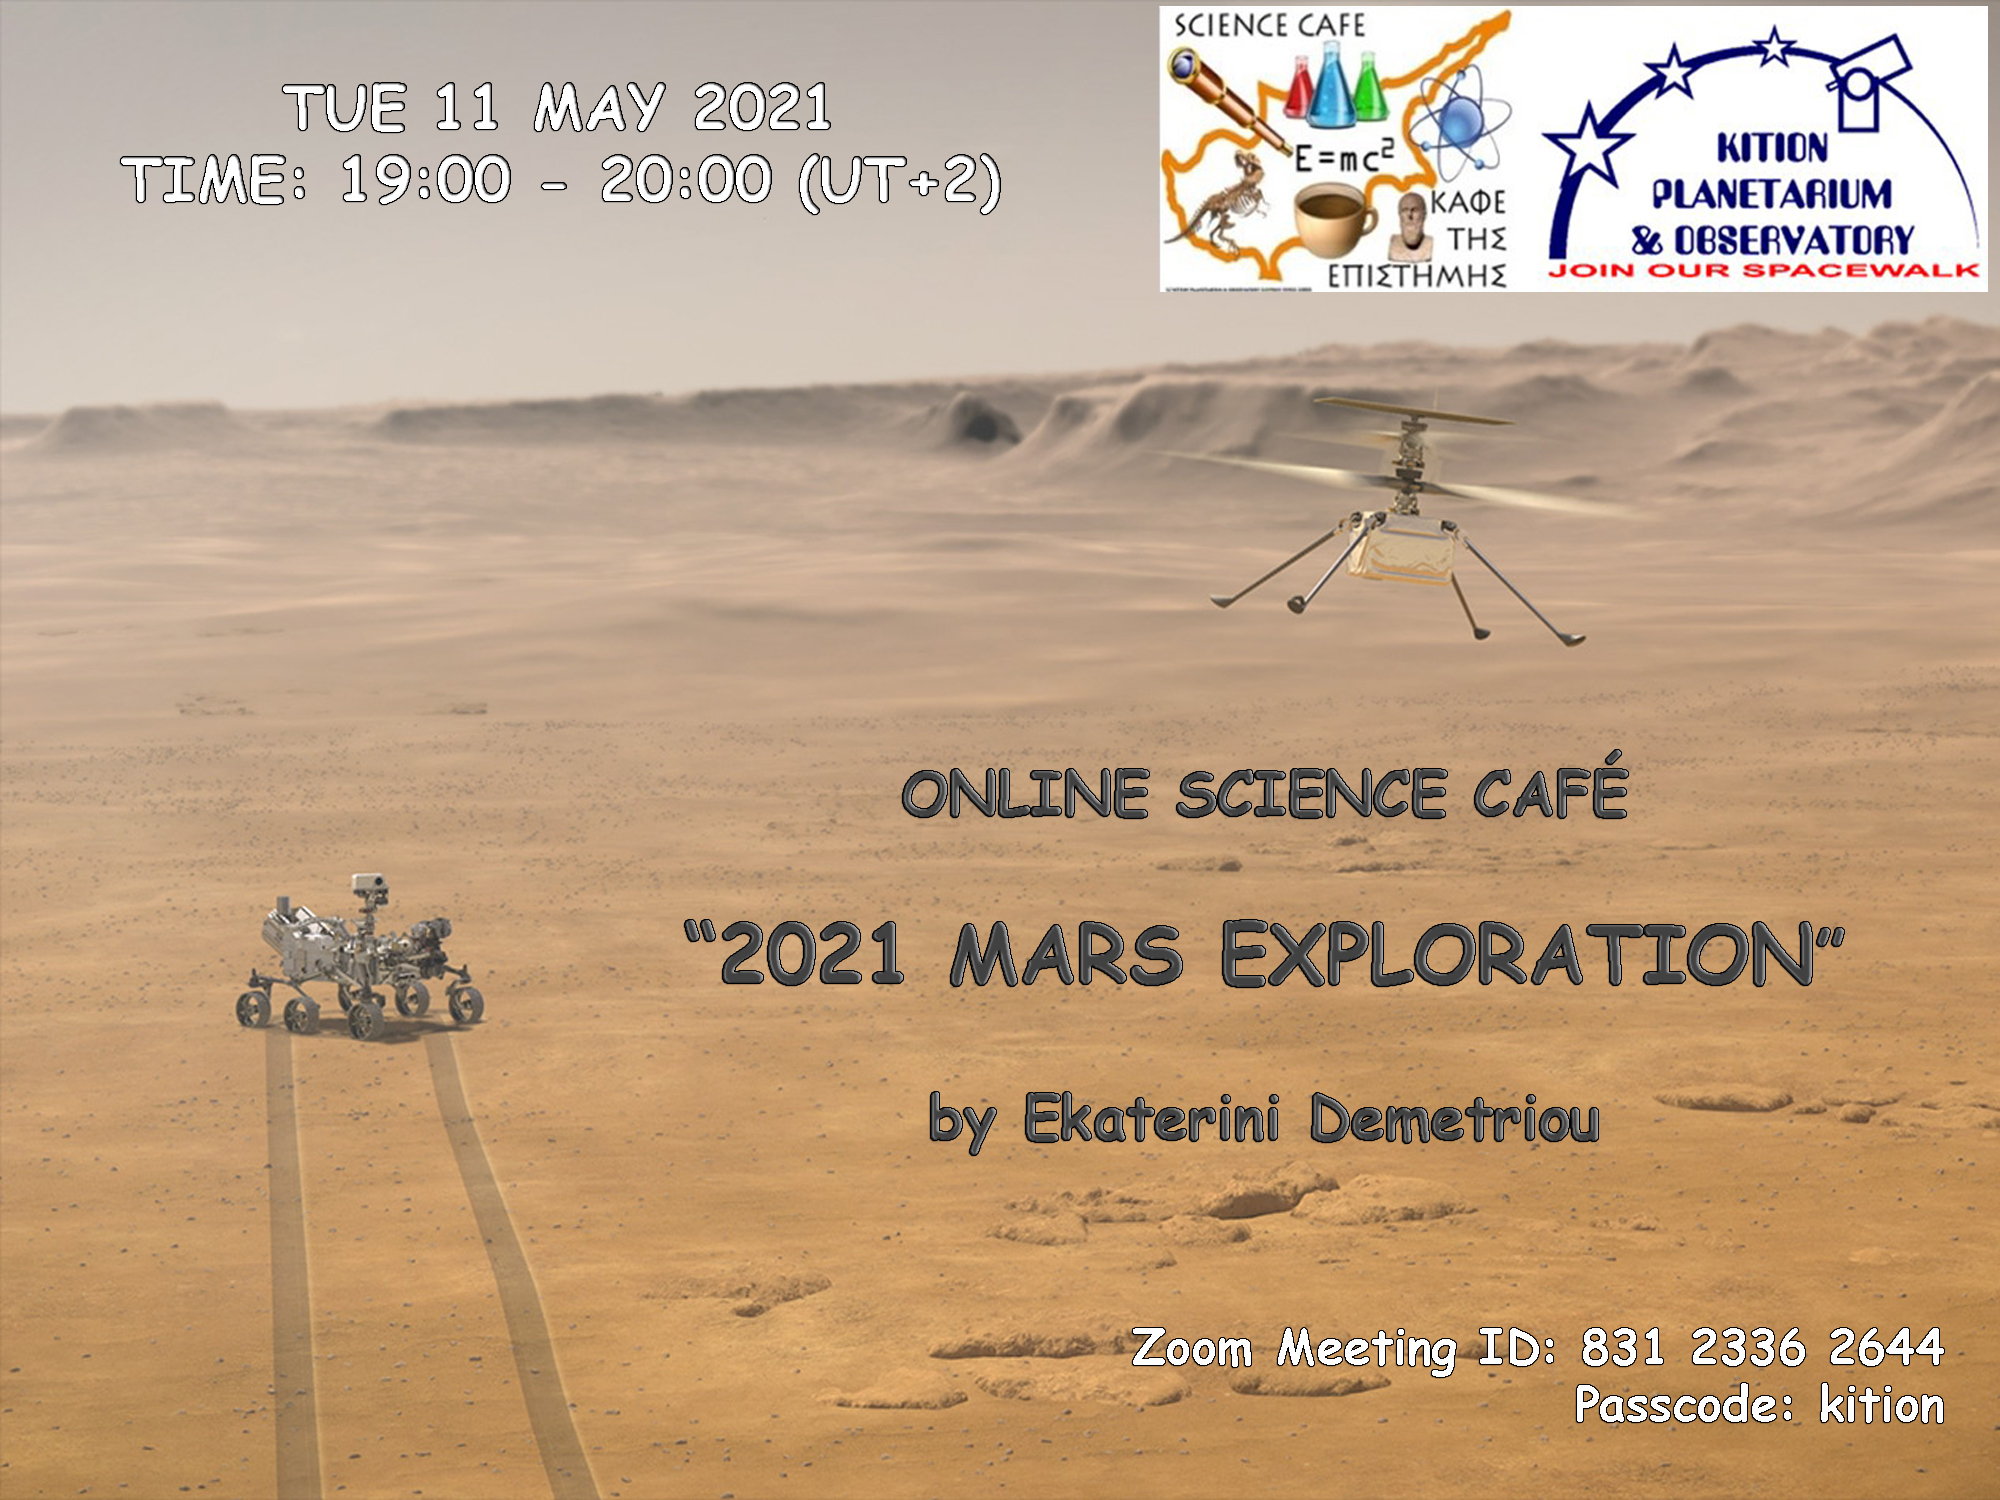 TUE 11 MAY 2021
TIME: 19:00 - 20:00 (UT+2)
SCIENCE CAFE
E=mc²
ΚΑΦΕ
ΤΗΣ
ΕΠΙΣΤΗΜΗΣ
KITION
PLANETARIUM
& OBSERVATORY
JOIN OUR SPACEWALK
ONLINE SCIENCE CAFÉ
“2021 MARS EXPLORATION”
by Ekaterini Demetriou
Zoom Meeting ID: 831 2336 2644
Passcode: kition